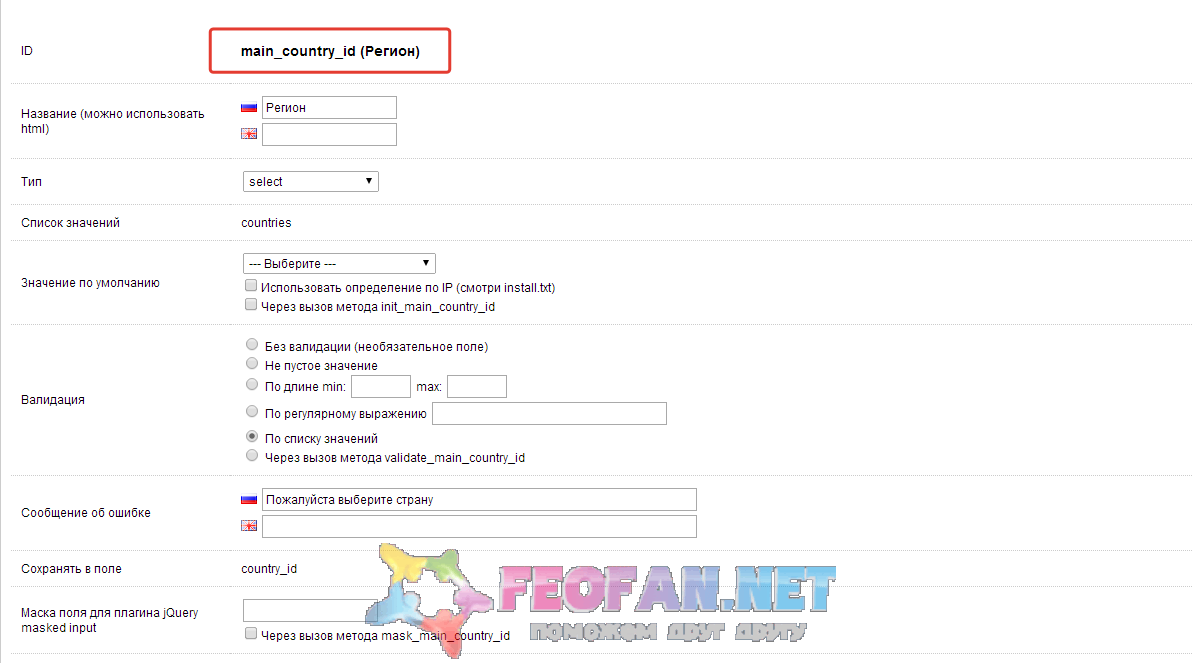 ID
main_country_id (Регион)
Название (можно использовать
html)
Регион
Тип
select
Список значений
countries
Значение по умолчанию
--- Выберите ---
Использовать определение по IP (смотри install.txt)
Через вызов метода init_main_country_id
Валидация
Без валидации (необязательное поле)
Не пустое значение
По длине min: max:
По регулярному выражению
По списку значений
Через вызов метода validate_main_country_id
Сообщение об ошибке
Пожалуйста выберите страну
Сохранять в поле
country_id
Маска поля для плагина jQuery
masked input
Через вызов метода mask_main_country_id
FEOFAN.NET
ПОМОЖЕМ ДРУГ ДРУГУ